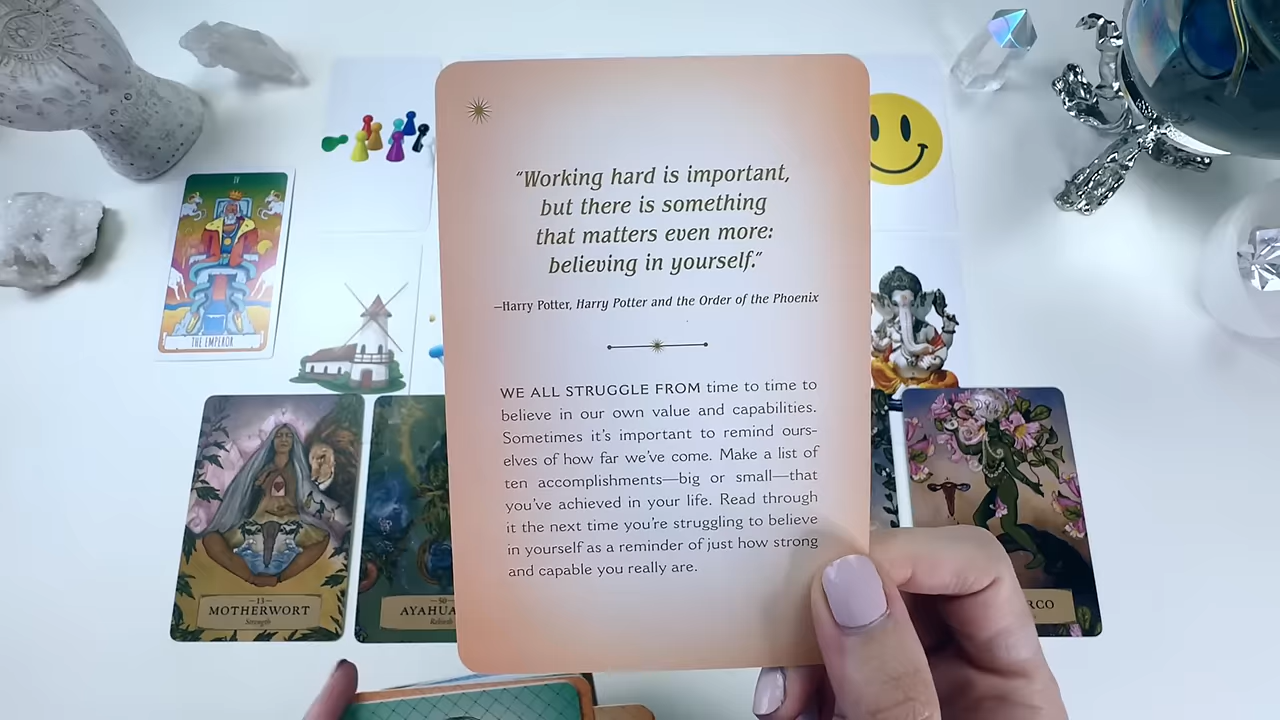 “Working hard is important,
but there is something
that matters even more:
believing in yourself.”
–Harry Potter, Harry Potter and the Order of the Phoenix
WE ALL STRUGGLE FROM time to time to
believe in our own value and capabilities.
Sometimes it’s important to remind ours-
elves of how far we’ve come. Make a list of
ten accomplishments—big or small—that
you’ve achieved in your life. Read through
it the next time you’re struggling to believe
in yourself as a reminder of just how strong
and capable you really are.
IV
THE EMPEROR
–13–
MOTHERWORT
Strength
AYAHUA
RCO